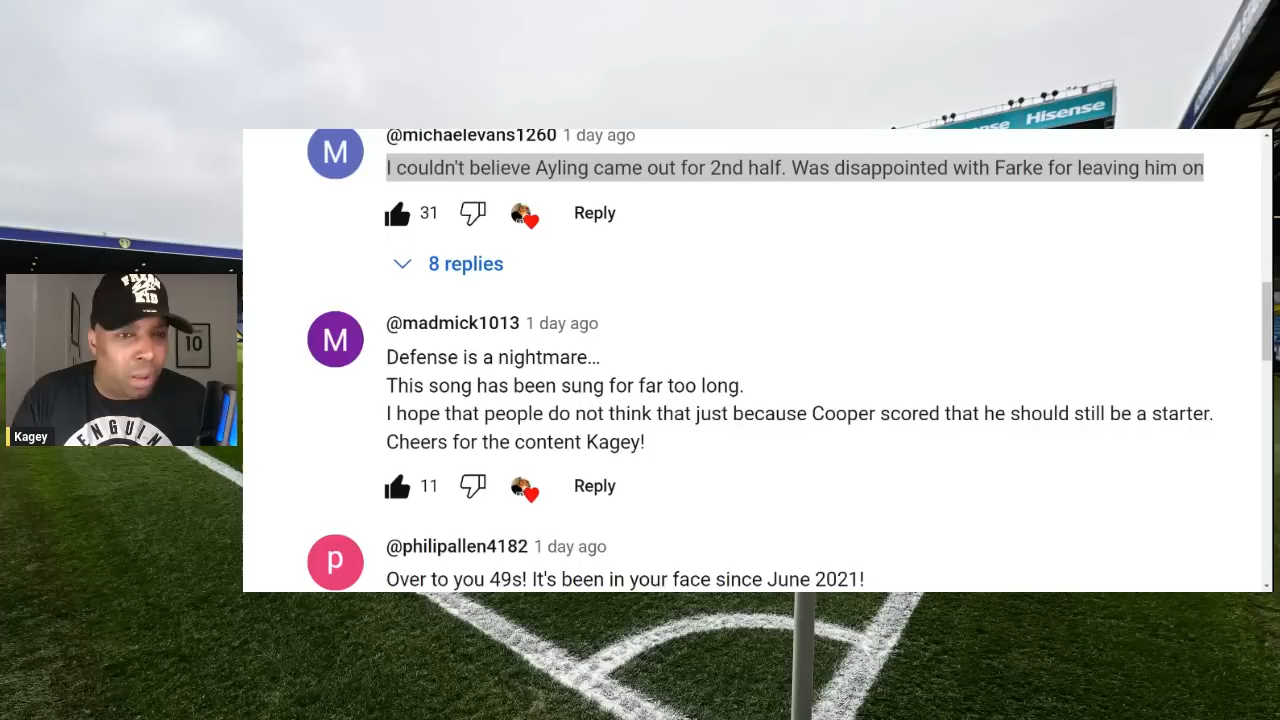 Hisense
@michaelevans1260 1 day ago
I couldn't believe Ayling came out for 2nd half. Was disappointed with Farke for leaving him on
31 Reply
8 replies
@madmick1013 1 day ago
Defense is a nightmare...
This song has been sung for far too long.
I hope that people do not think that just because Cooper scored that he should still be a starter.
Cheers for the content Kagey!
11 Reply
@philipallen4182 1 day ago
Over to you 49s! It's been in your face since June 2021!
M
M
p
KID
10
ENGUIN
Kagey